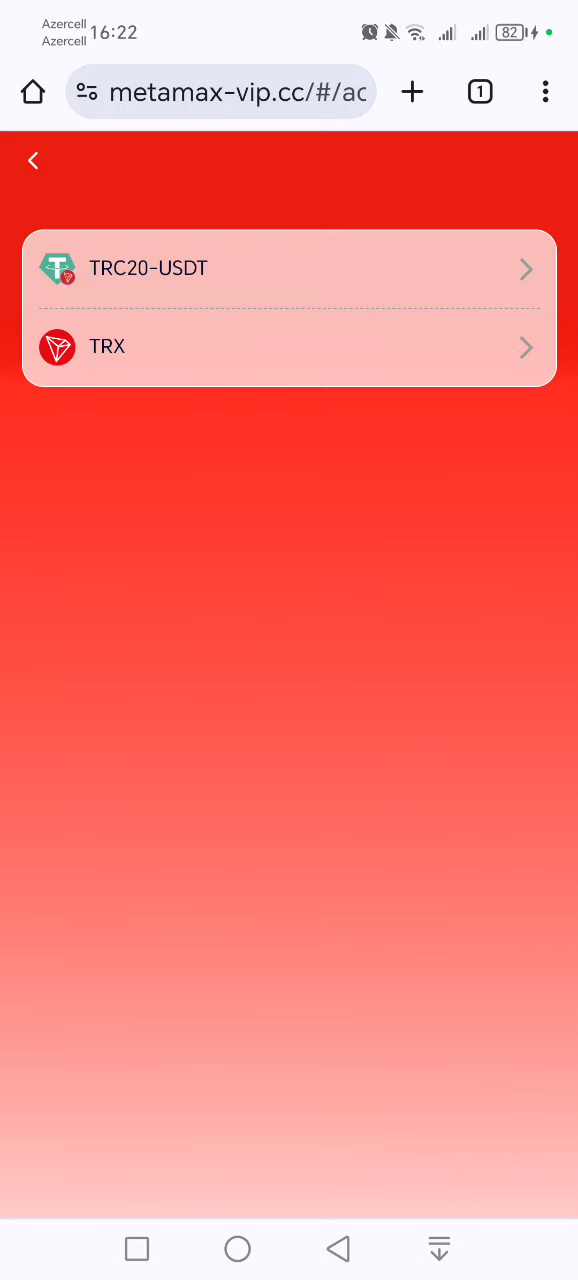 Azercell
Azercell
16:22
82
metamax-vip.cc/#/ac
1
TRC20-USDT
TRX